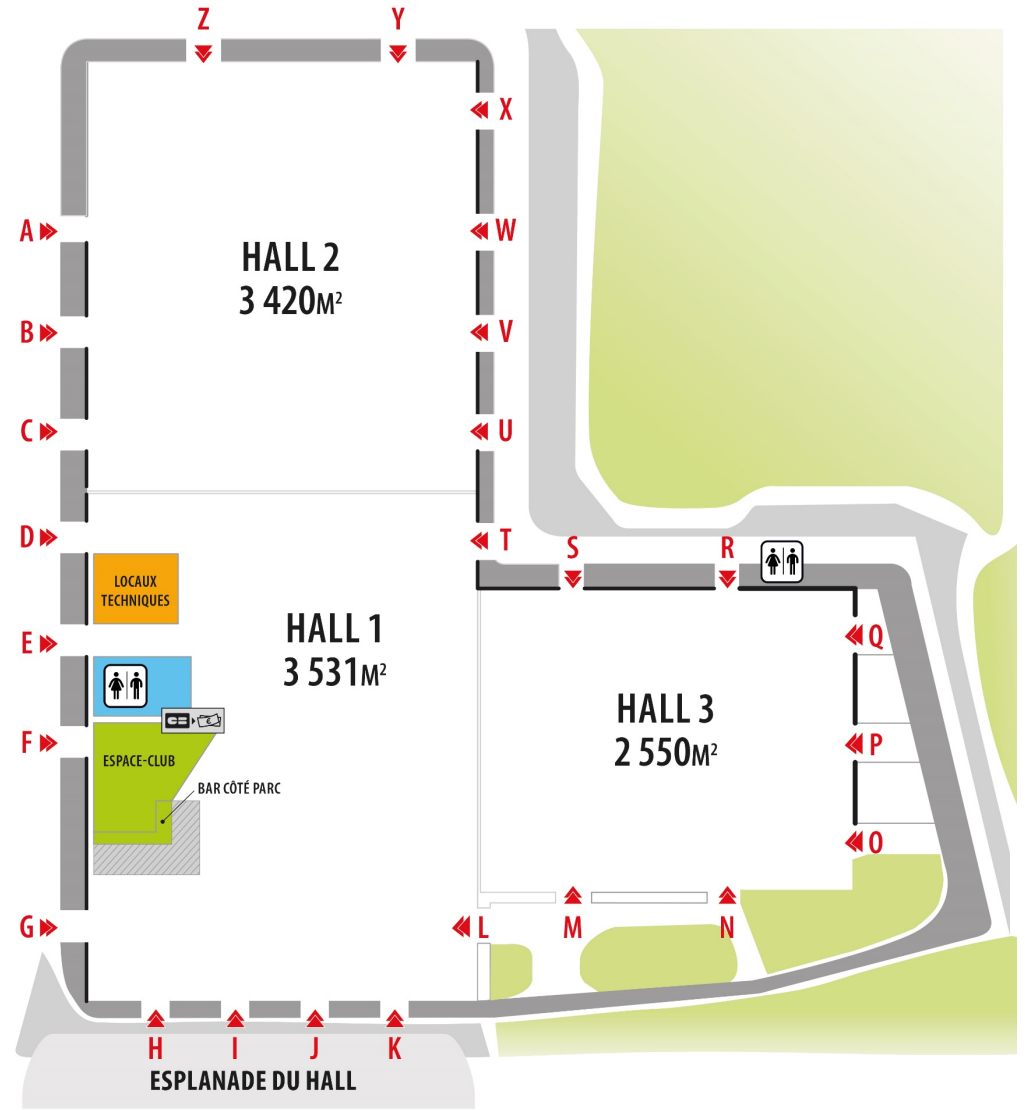 Z
Y
X
A
W
HALL 2
3 420M²
B
V
C
U
D
T
S
R
LOCAUX
TECHNIQUES
HALL 1
3 531M²
E
Q
HALL 3
2 550M²
F
P
ESPACE-CLUB
BAR CÔTÉ PARC
O
G
L
M
N
H
I
J
K
ESPLANADE DU HALL